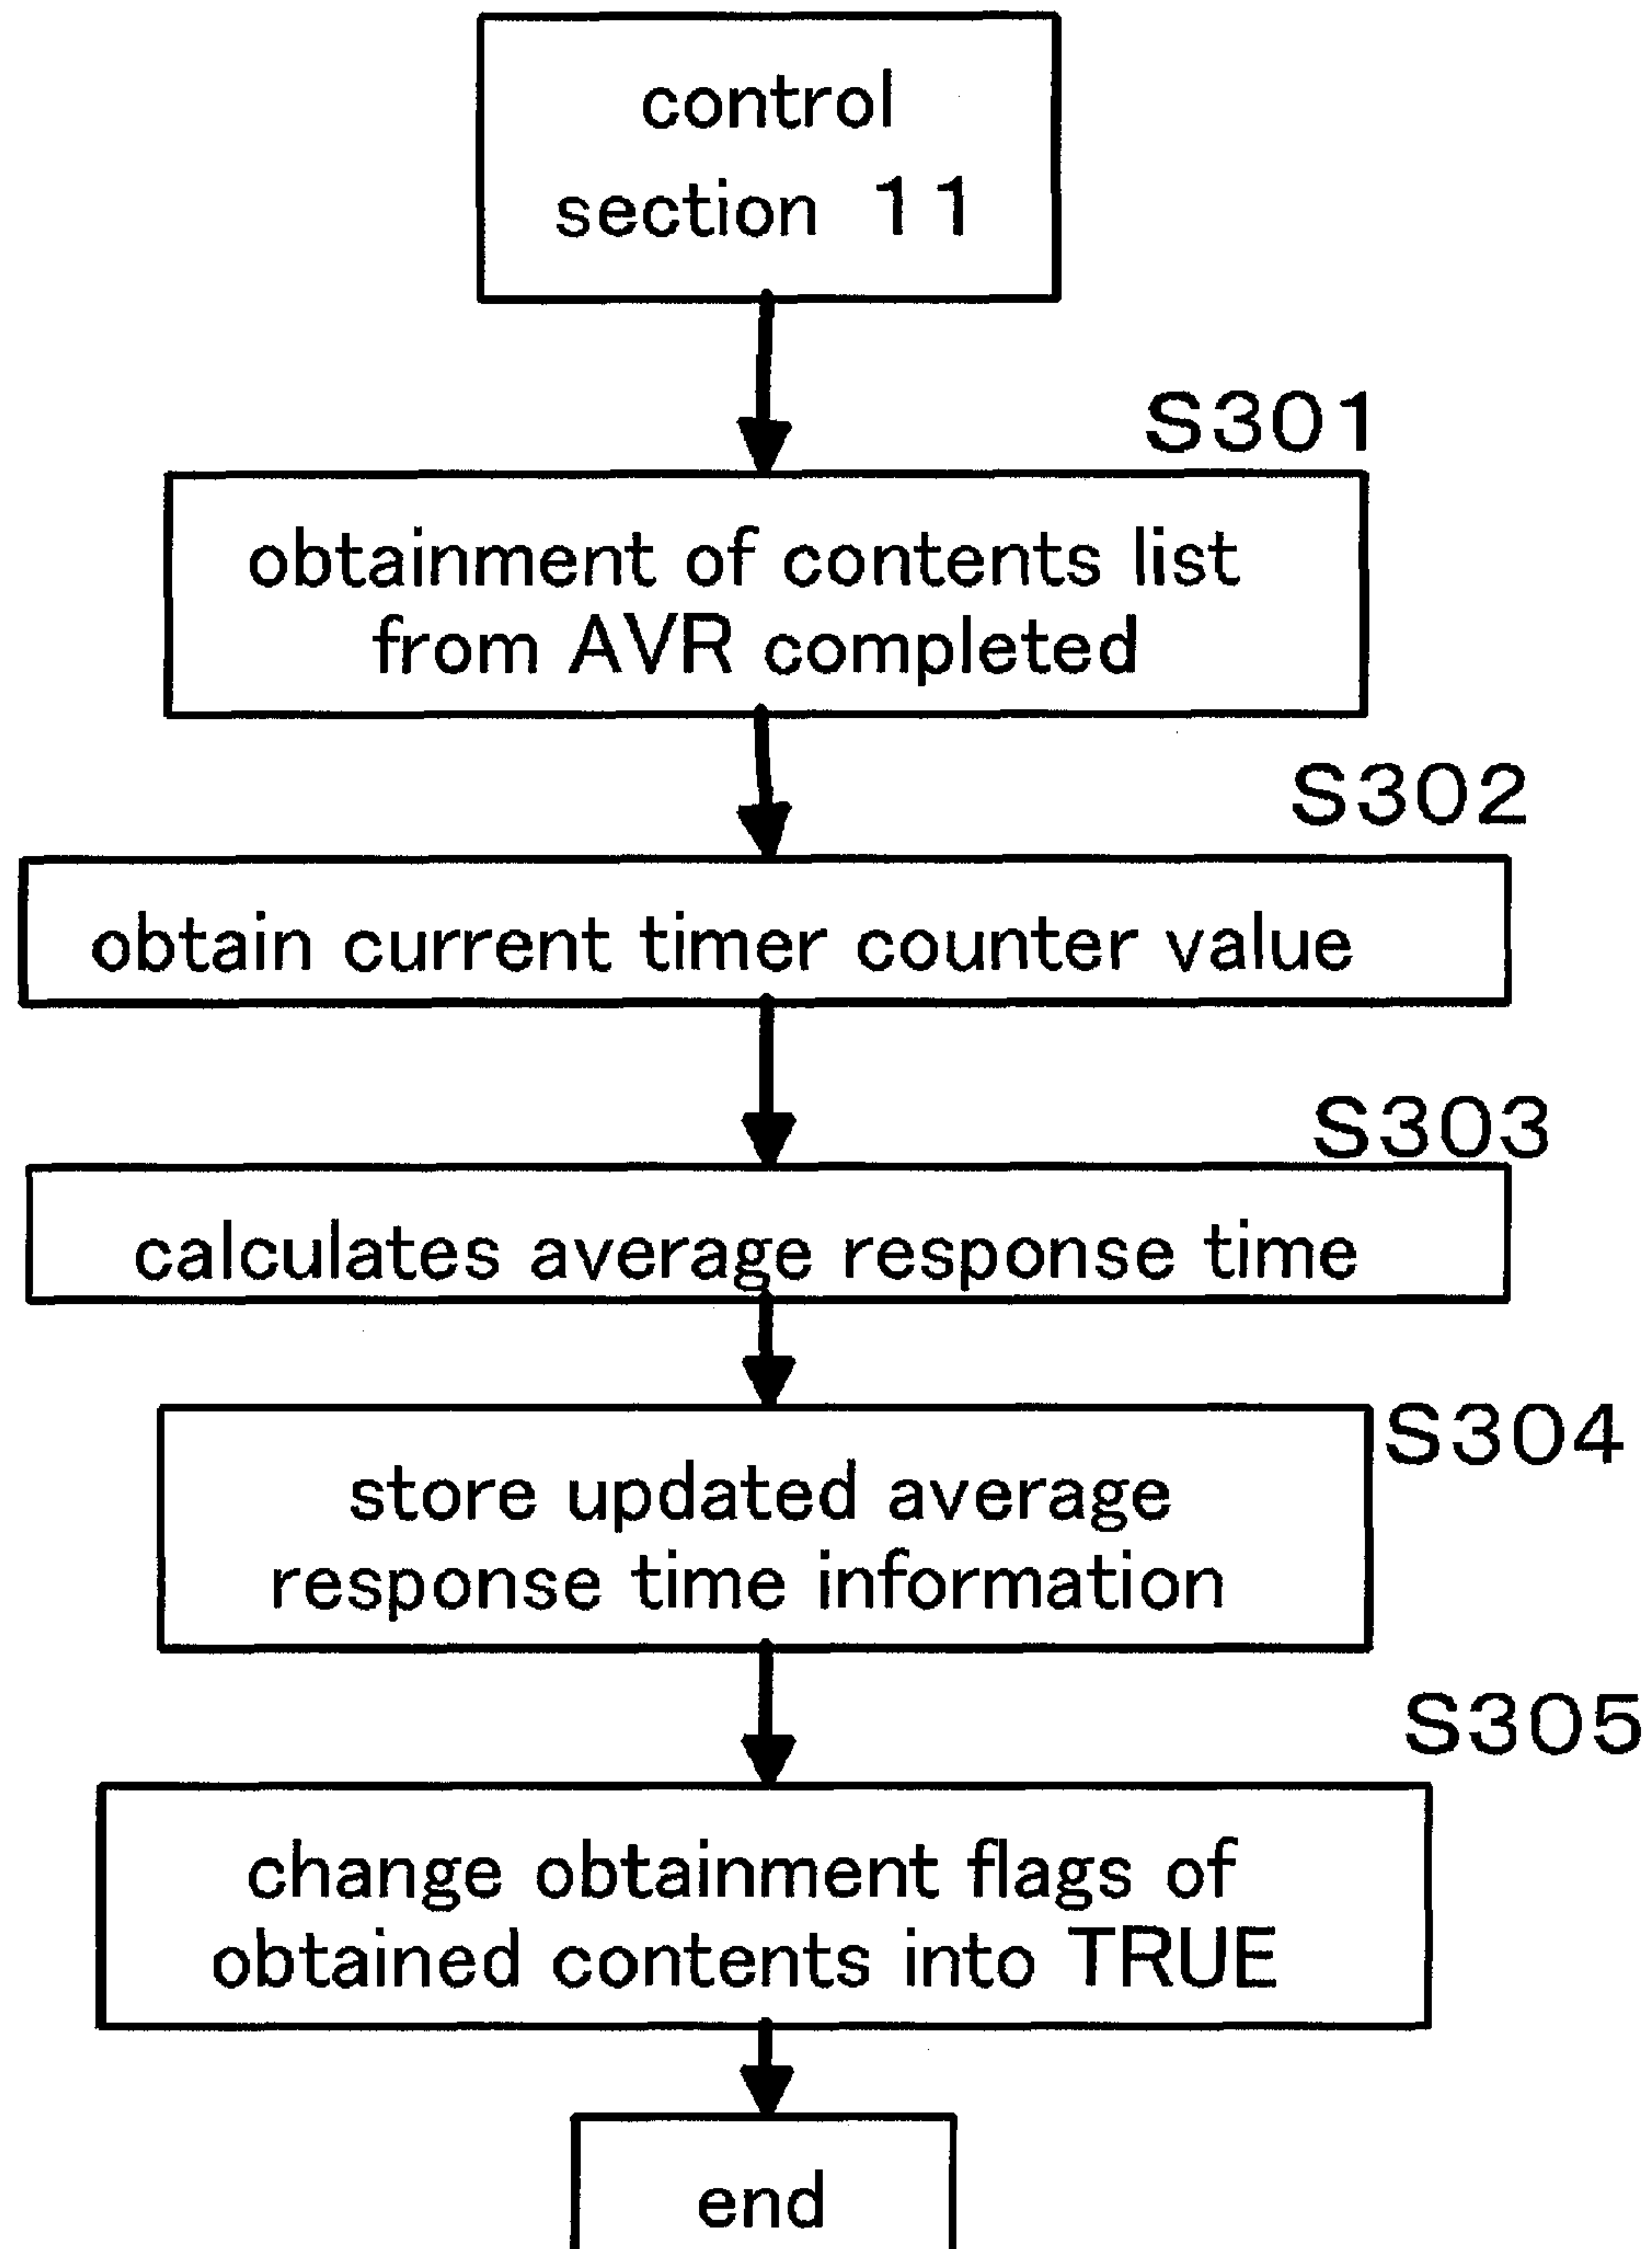 control
section 11
S301
obtainment of contents list
from AVR completed
S302
obtain current timer counter value
S303
calculates average response time
S304
store updated average
response time information
S305
change obtainment flags of
obtained contents into TRUE
end